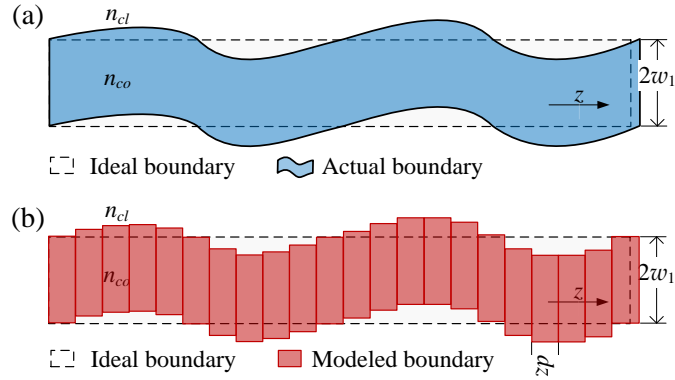 (a)
n_cl
n_co
z
2w_1
Ideal boundary
Actual boundary
(b)
n_cl
n_co
z
2w_1
dz
Ideal boundary
Modeled boundary